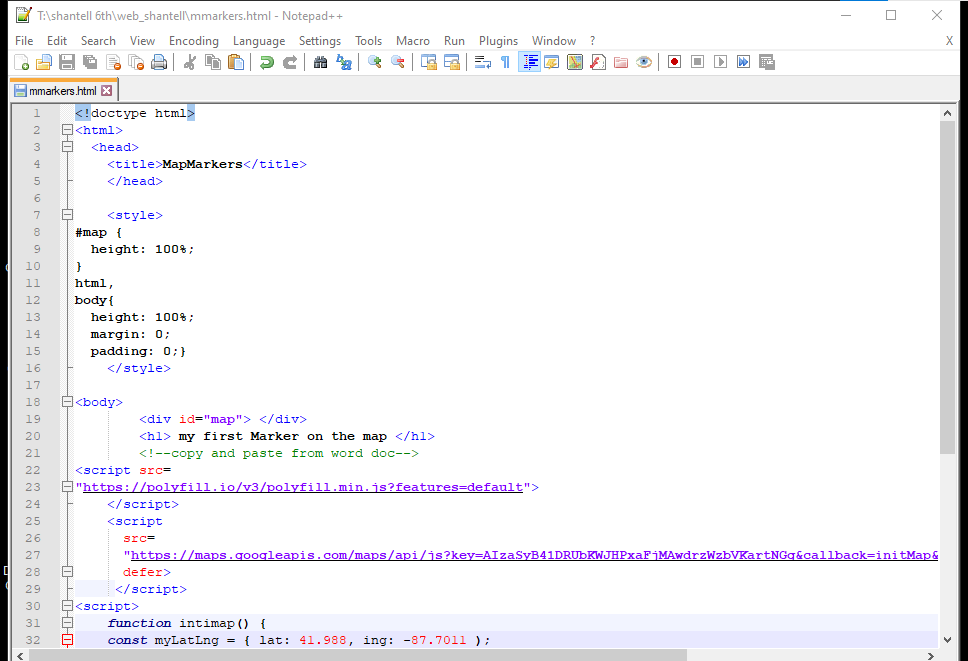 T:\shantell 6th\web_shantell\mmarkers.html - Notepad++
File Edit Search View Encoding Language Settings Tools Macro Run Plugins Window ? X
mmarkers.html
1 <!doctype html>
2 <html>
3 <head>
4 <title>MapMarkers</title>
5 </head>
6
7 <style>
8 #map {
9 height: 100%;
10 }
11 html,
12 body{
13 height: 100%;
14 margin: 0;
15 padding: 0;}
16 </style>
17
18 <body>
19 <div id="map"> </div>
20 <h1> my first Marker on the map </h1>
21 <!--copy and paste from word doc-->
22 <script src=
23 "https://polyfill.io/v3/polyfill.min.js?features=default">
24 </script>
25 <script
26 src=
27 "https://maps.googleapis.com/maps/api/js?key=AIzaSyB41DRUbKWJHPxaFjMAwdrzWzbVKartNGg&callback=initMap&
28 defer>
29 </script>
30 <script>
31 function intimap() {
32 const myLatLng = { lat: 41.988, ing: -87.7011 );